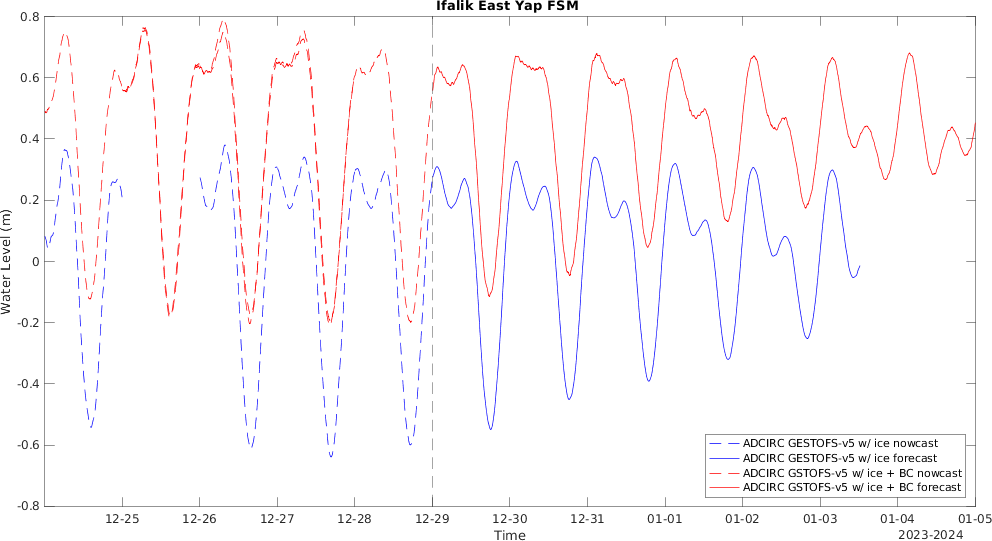 Ifalik East Yap FSM
0.8
0.6
0.4
0.2
0
-0.2
-0.4
-0.6
-0.8
Water Level (m)
12-25 12-26 12-27 12-28 12-29 12-30 12-31 01-01 01-02 01-03 01-04 01-05
Time
2023-2024
ADCIRC GESTOFS-v5 w/ ice nowcast
ADCIRC GESTOFS-v5 w/ ice forecast
ADCIRC GSTOFS-v5 w/ ice + BC nowcast
ADCIRC GSTOFS-v5 w/ ice + BC forecast